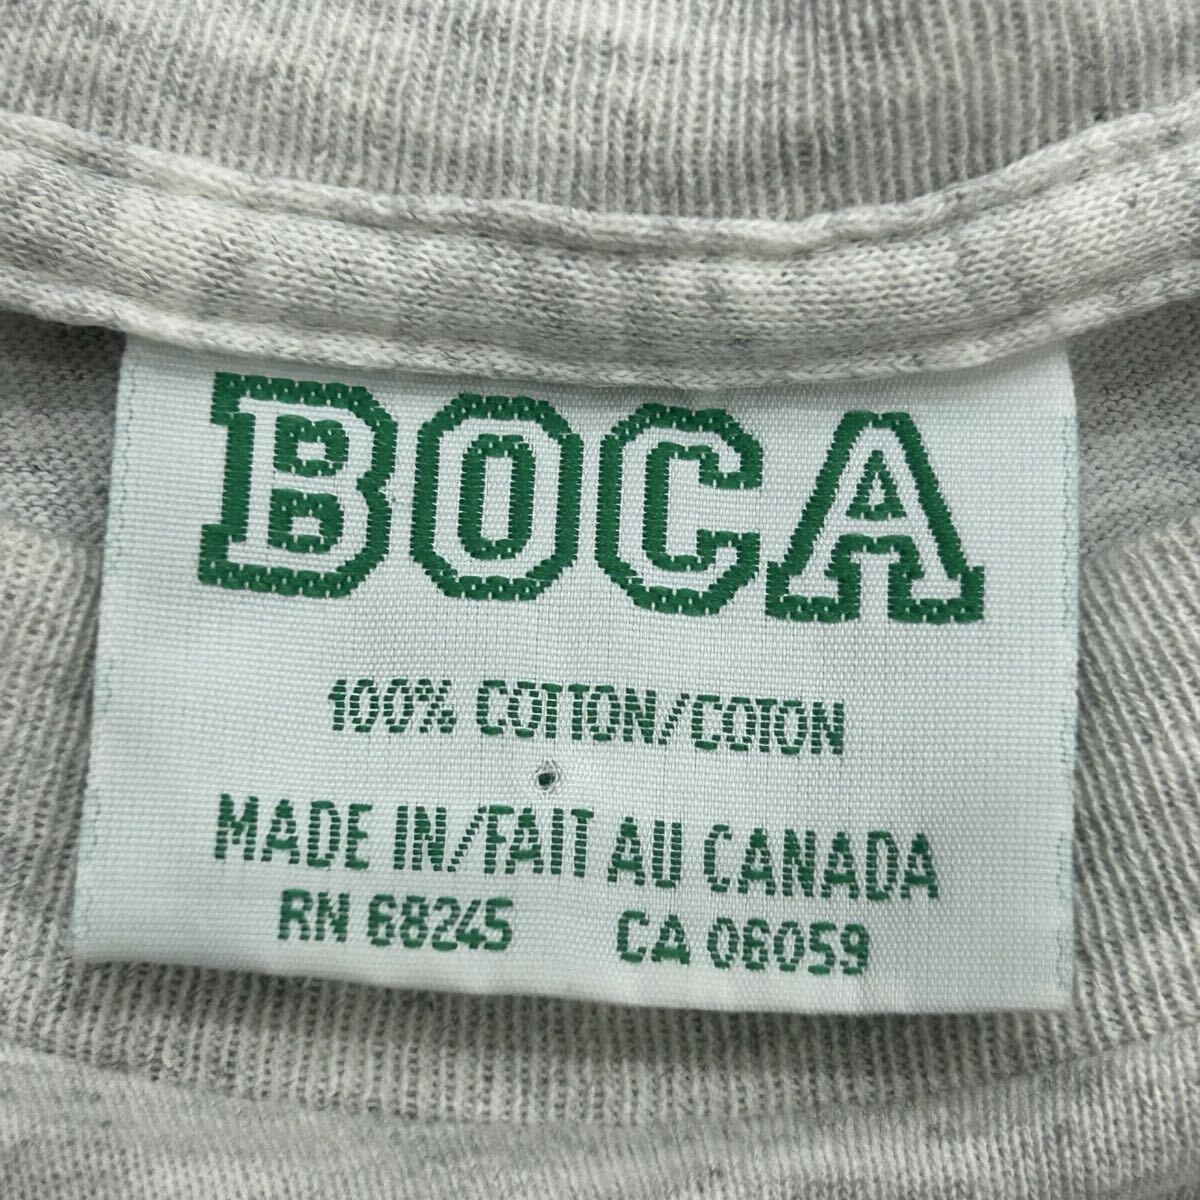 BOCA
100% COTTON/COTON
MADE IN/FAIT AU CANADA
RN 68245 CA 06059